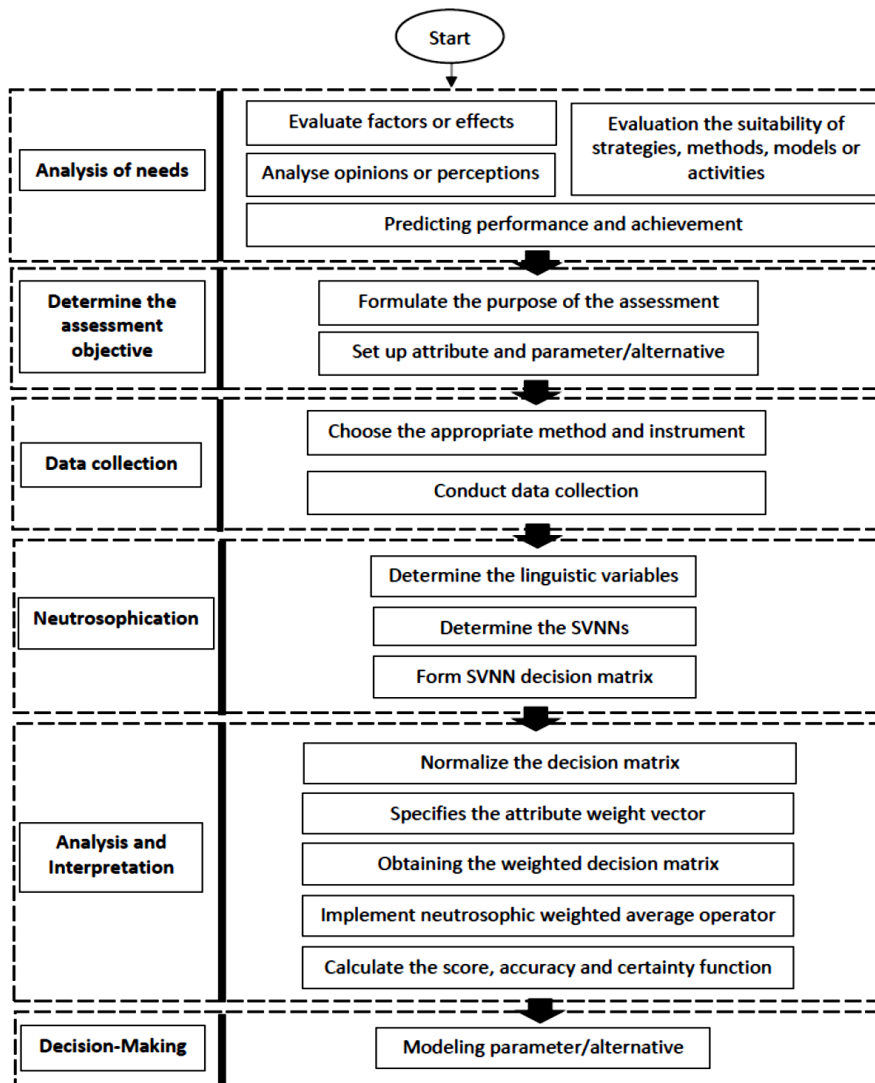 Start
Analysis of needs
Evaluate factors or effects
Evaluation the suitability of
strategies, methods, models or
activities
Analyse opinions or perceptions
Predicting performance and achievement
Determine the
assessment
objective
Formulate the purpose of the assessment
Set up attribute and parameter/alternative
Data collection
Choose the appropriate method and instrument
Conduct data collection
Neutrosophication
Determine the linguistic variables
Determine the SVNNs
Form SVNN decision matrix
Analysis and
Interpretation
Normalize the decision matrix
Specifies the attribute weight vector
Obtaining the weighted decision matrix
Implement neutrosophic weighted average operator
Calculate the score, accuracy and certainty function
Decision-Making
Modeling parameter/alternative